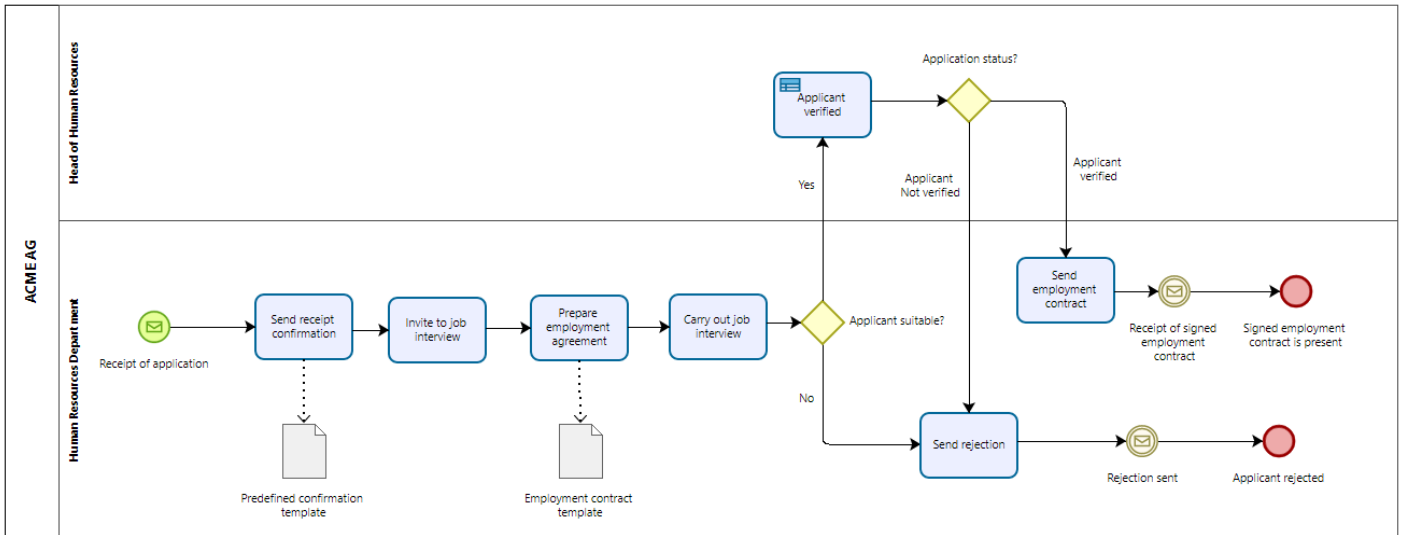 ACME AG
Head of Human Resources
Application status?
Applicant
verified
Yes
Applicant
Not verified
Applicant
verified
Human Resources Department
Receipt of application
Send receipt
confirmation
Invite to job
interview
Prepare
employment
agreement
Carry out job
interview
Applicant suitable?
No
Send
employment
contract
Receipt of signed
employment
contract
Signed employment
contract is present
Predefined confirmation
template
Employment contract
template
Send rejection
Rejection sent
Applicant rejected